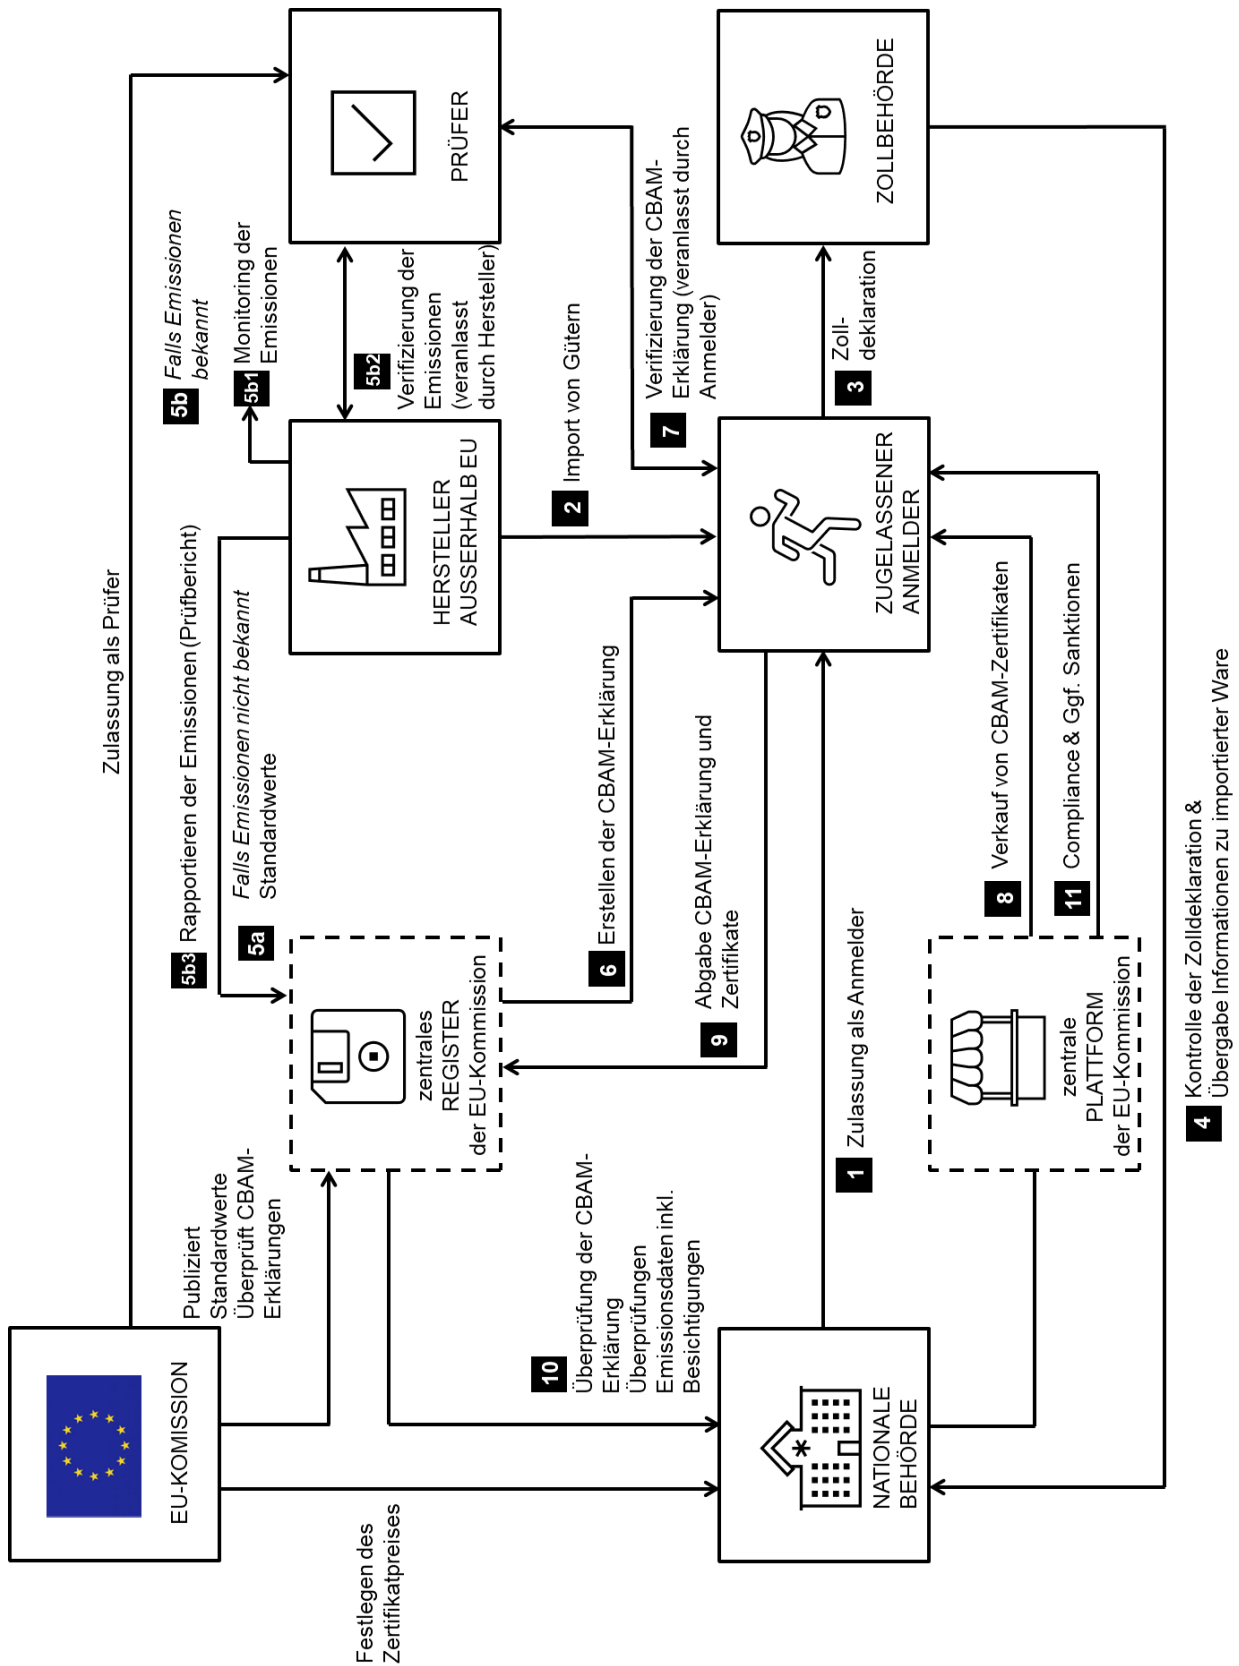 EU-KOMISSION
Zulassung als Prüfer
PRÜFER
Publiziert
Standardwerte
Überprüft CBAM-
Erklärungen
5b3 Rapportieren der Emissionen (Prüfbericht)
5a Falls Emissionen nicht bekannt
Standardwerte
5b Falls Emissionen
bekannt
5b1 Monitoring der
Emissionen
5b2
Verifizierung der
Emissionen
(veranlasst
durch Hersteller)
HERSTELLER
AUSSERHALB EU
zentrales
REGISTER
der EU-Kommission
Festlegen des
Zertifikatpreises
10
Überprüfung der CBAM-
Erklärung
Überprüfungen
Emissionsdaten inkl.
Besichtigungen
6 Erstellen der CBAM-Erklärung
2 Import von Gütern
7
Verifizierung der CBAM-
Erklärung (veranlasst durch
Anmelder)
9
Abgabe CBAM-Erklärung und
Zertifikate
1 Zulassung als Anmelder
NATIONALE
BEHÖRDE
ZUGELASSENER
ANMELDER
3
Zoll-
deklaration
ZOLLBEHÖRDE
zentrale
PLATTFORM
der EU-Kommission
8 Verkauf von CBAM-Zertifikaten
11 Compliance & Ggf. Sanktionen
4 Kontrolle der Zolldeklaration &
Übergabe Informationen zu importierter Ware